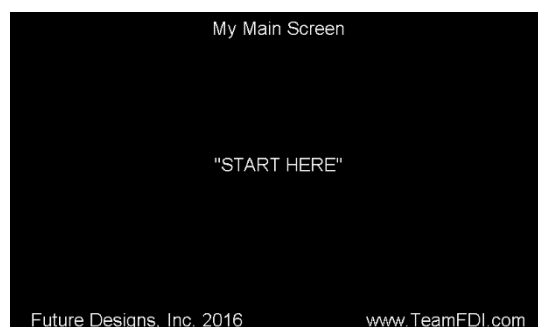 My Main Screen
"START HERE"
Future Designs, Inc. 2016 www.TeamFDI.com